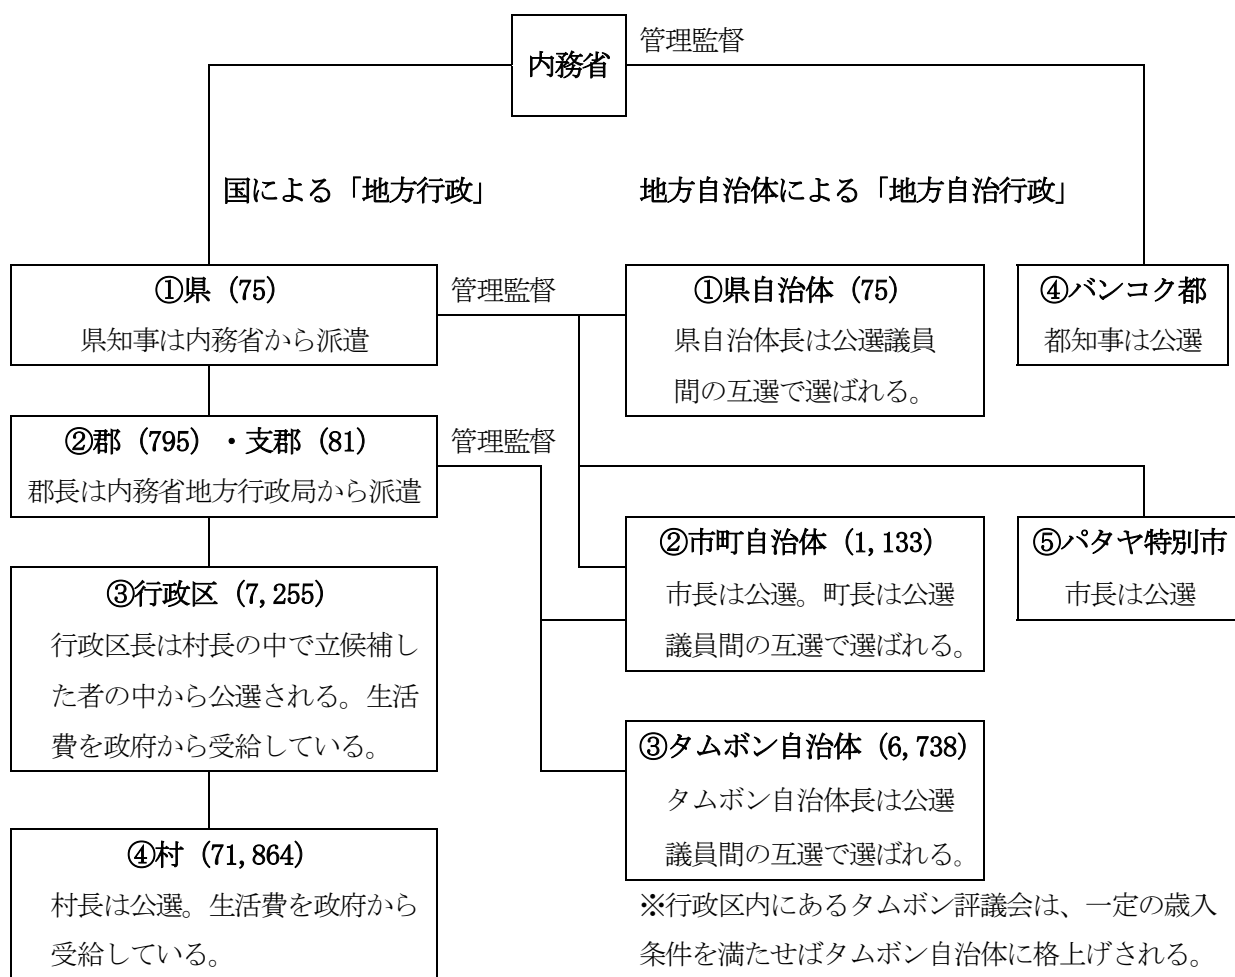 内務省
管理監督
国による「地方行政」
地方自治体による「地方自治行政」
①県（75）
県知事は内務省から派遣
管理監督
①県自治体（75）
県自治体長は公選議員
間の互選で選ばれる。
④バンコク都
都知事は公選
②郡（795）・支郡（81）
郡長は内務省地方行政局から派遣
管理監督
②市町自治体（1,133）
市長は公選。町長は公選
議員間の互選で選ばれる。
⑤パタヤ特別市
市長は公選
③行政区（7,255）
行政区長は村長の中で立候補し
た者の中から公選される。生活
費を政府から受給している。
③タムボン自治体（6,738）
タムボン自治体長は公選
議員間の互選で選ばれる。
④村（71,864）
村長は公選。生活費を政府から
受給している。
※行政区内にあるタムボン評議会は、一定の歳入
条件を満たせばタムボン自治体に格上げされる。